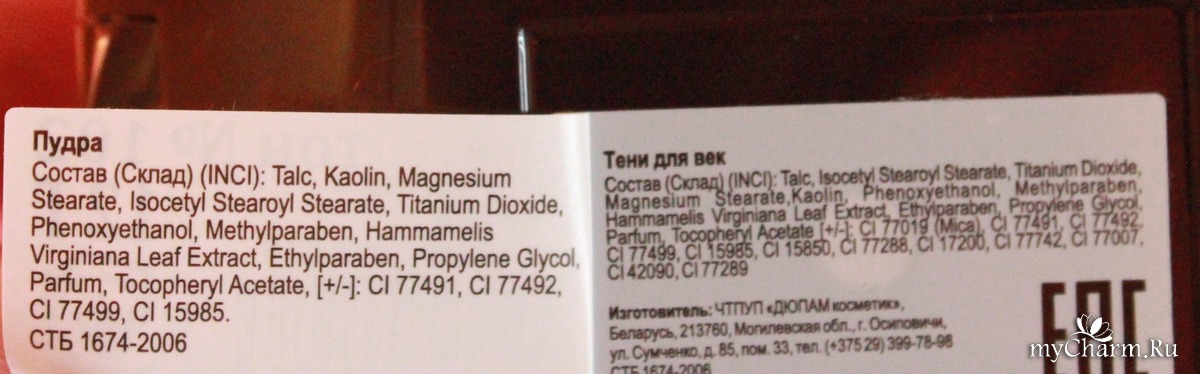 Пудра
Состав (Склад) (INCI): Talc, Kaolin, Magnesium
Stearate, Isocetyl Stearoyl Stearate, Titanium Dioxide,
Phenoxyethanol, Methylparaben, Hammamelis
Virginiana Leaf Extract, Ethylparaben, Propylene Glycol,
Parfum, Tocopheryl Acetate, [+/-]: CI 77491, CI 77492,
CI 77499, CI 15985.
СТБ 1674-2006
Тени для век
Состав (Склад) (INCI): Talc, Isocetyl Stearoyl Stearate, Titanium Dioxide,
Magnesium Stearate,Kaolin, Phenoxyethanol, Methylparaben,
Hammamelis Virginiana Leaf Extract, Ethylparaben, Propylene Glycol,
Parfum, Tocopheryl Acetate [+/-]: CI 77019 (Mica), CI 77491, CI 77492,
CI 77499, CI 15985, CI 15850, CI 77288, CI 17200, CI 77742, CI 77007,
CI 42090, CI 77289
Изготовитель: ЧТПУП «ДЮПАМ косметик»,
Беларусь, 213760, Могилевская обл., г. Осиповичи,
ул. Сумченко, д. 85, пом. 33, тел. (+375 29) 399-78-98
СТБ 1674-2006
EAC
myCharm.Ru